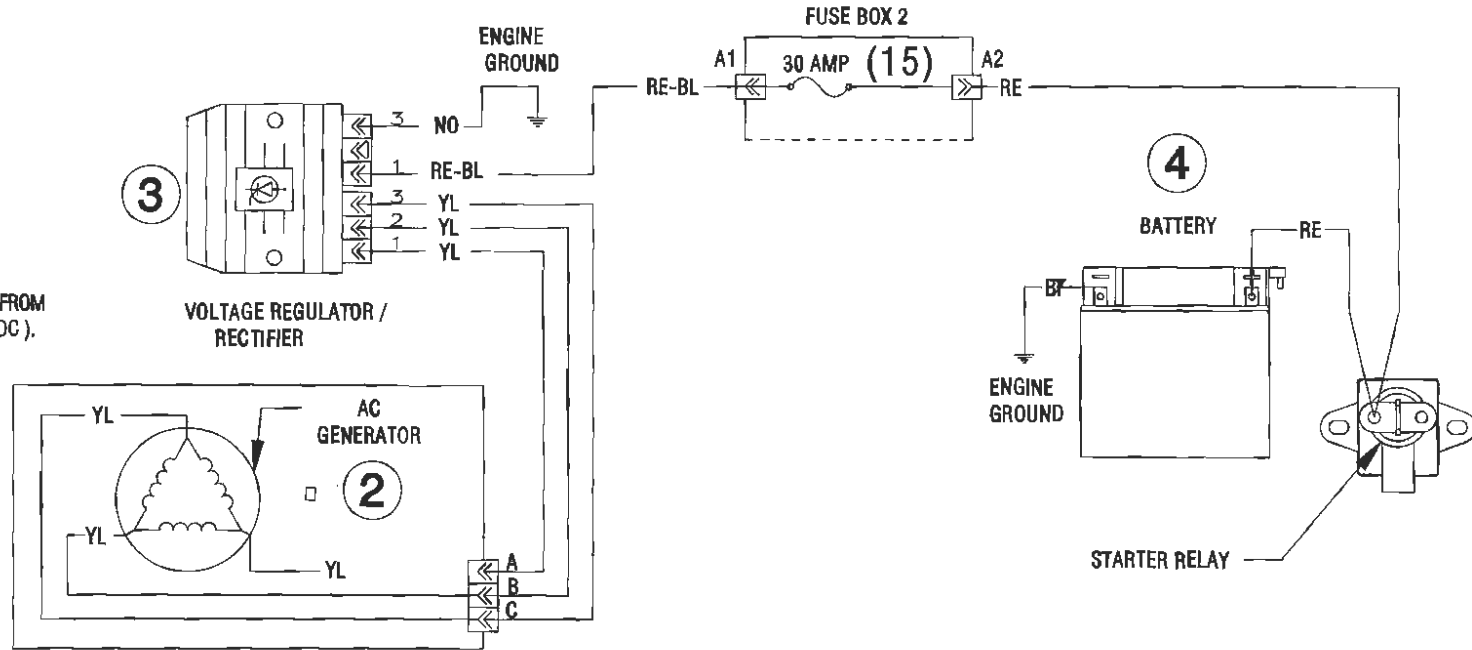 FUSE BOX 2
ENGINE
GROUND
A1
30 AMP (15)
A2
RE-BL
RE
3 NO
1 RE-BL
3 YL
2 YL
1 YL
3
4
BATTERY
RE
FROM
DC ).
VOLTAGE REGULATOR /
RECTIFIER
ENGINE
GROUND
YL
AC
GENERATOR
2
YL
YL
A
B
C
STARTER RELAY